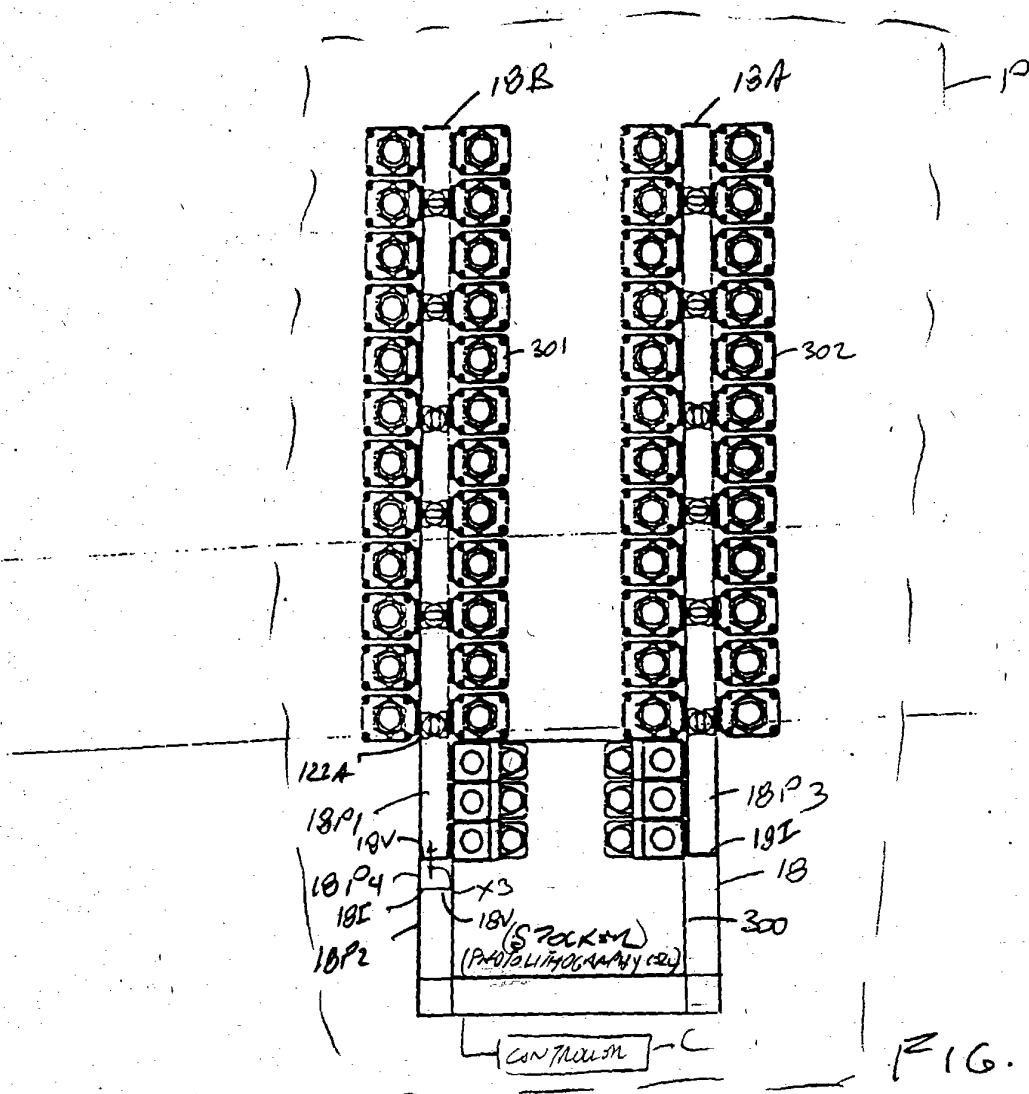 18B
18A
P
301
302
122A
18P1
18V
18P4
18I
18P2
X3
18V
(STOCKER)
(PHOTOLITHOGRAPHY CELL)
18P3
18I
18
300
CONTROLLER
C
FIG.